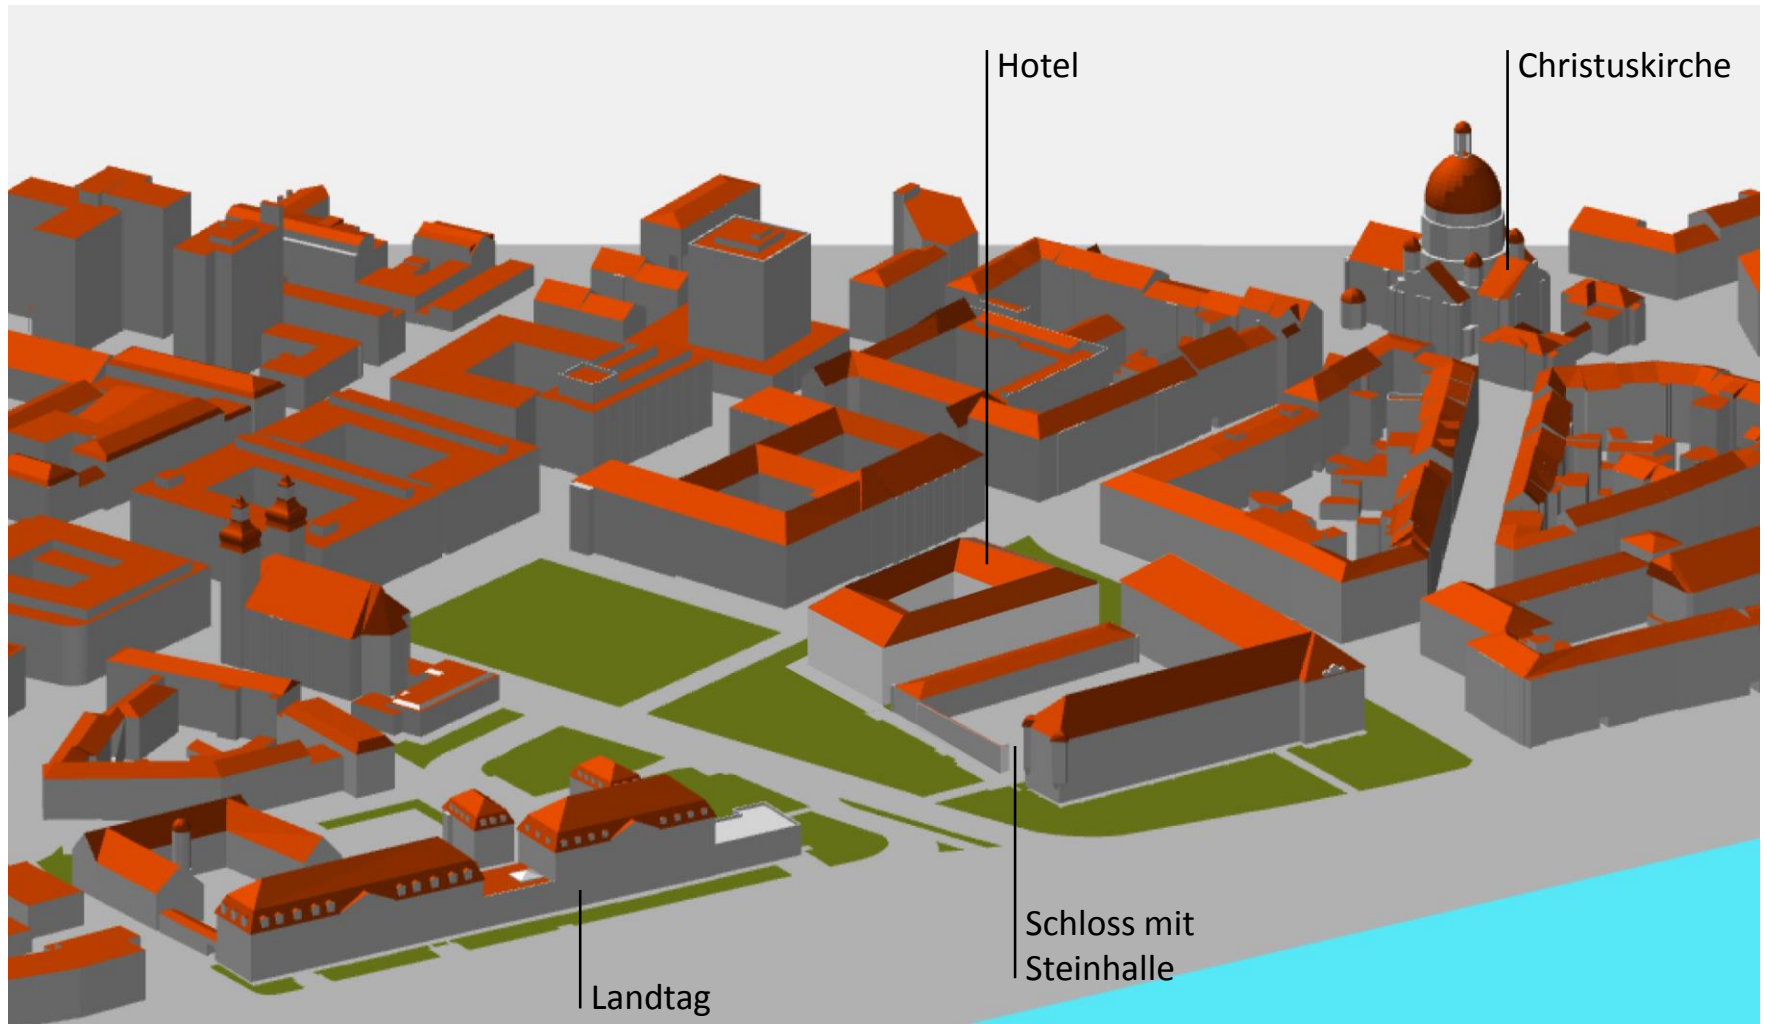 Hotel
Christuskirche
Schloss mit
Steinhalle
Landtag